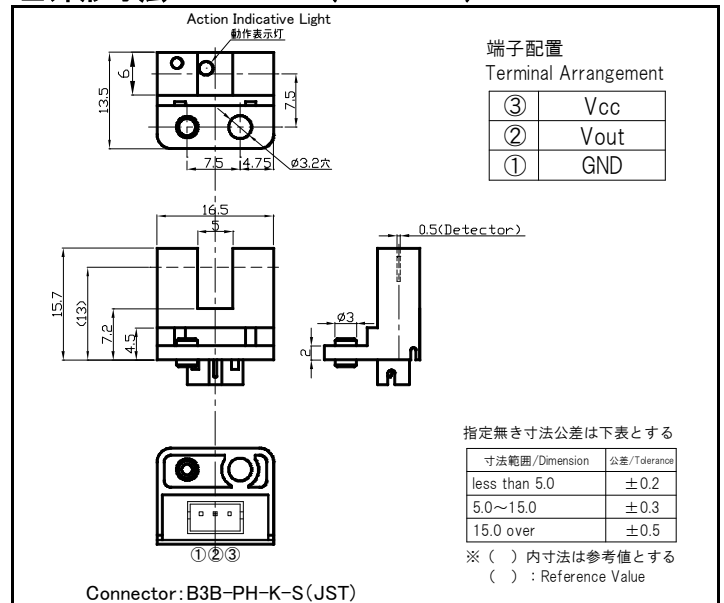 Action Indicative Light
動作表示灯
6
13.5
7.5
7.5
4.75
ø3.2穴
端子配置
Terminal Arrangement
③ Vcc
② Vout
① GND
16.5
5
15.7
(13)
7.2
4.5
0.5(Detector)
ø3
2
①②③
Connector:B3B-PH-K-S(JST)
指定無き寸法公差は下表とする
寸法範囲/Dimension 公差/Tolerance
less than 5.0 ±0.2
5.0～15.0 ±0.3
15.0 over ±0.5
※（　）内寸法は参考値とする
（　）：Reference Value